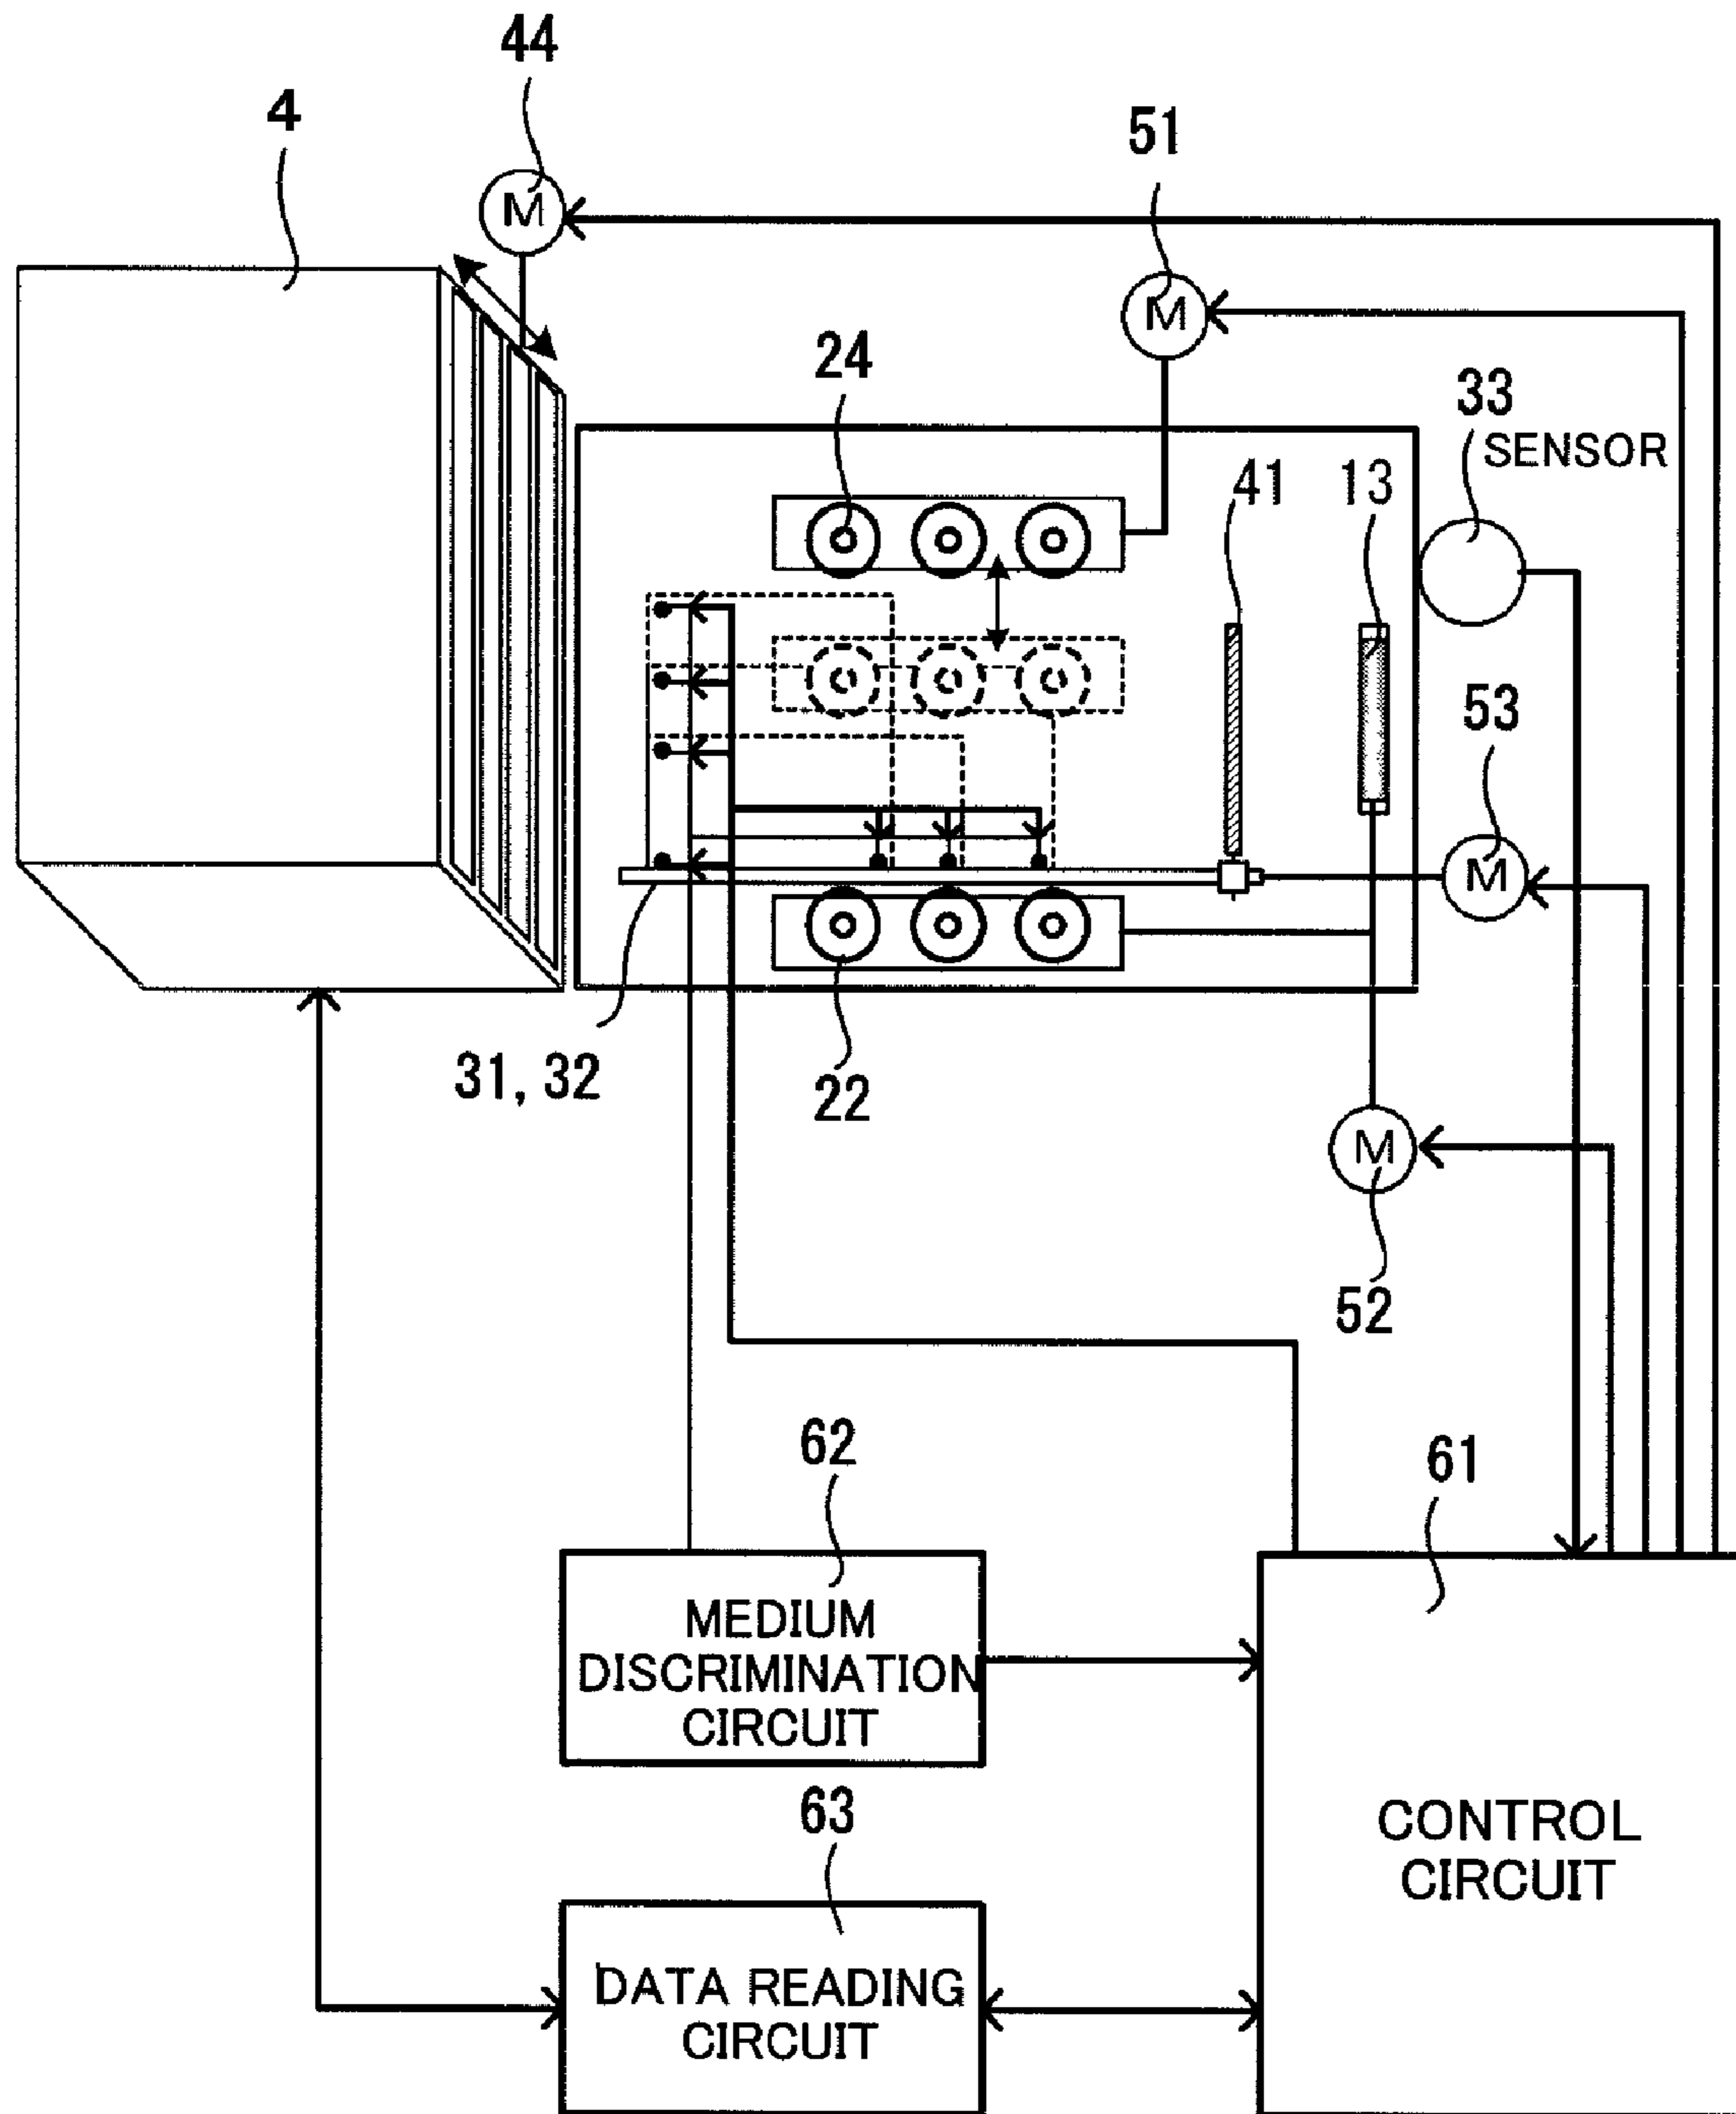 44
4
M
51
M
24
33
SENSOR
41
13
53
M
31, 32
22
M
52
62
61
MEDIUM
DISCRIMINATION
CIRCUIT
63
CONTROL
CIRCUIT
DATA READING
CIRCUIT